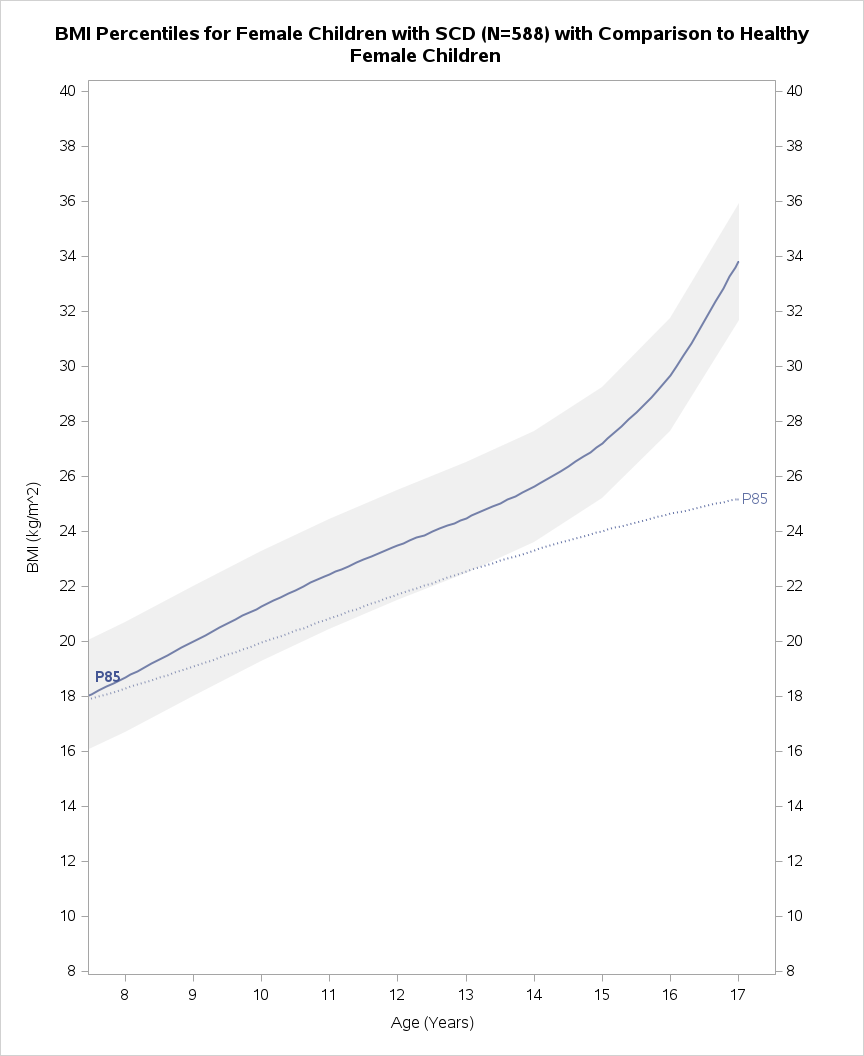 BMI Percentiles for Female Children with SCD (N=588) with Comparison to Healthy
Female Children
40 40
38 38
36 36
34 34
32 32
30 30
28 28
26 26
P85
24 24
BMI (kg/m^2)
22 22
20 20
P85
18 18
16 16
14 14
12 12
10 10
8 8
8 9 10 11 12 13 14 15 16 17
Age (Years)